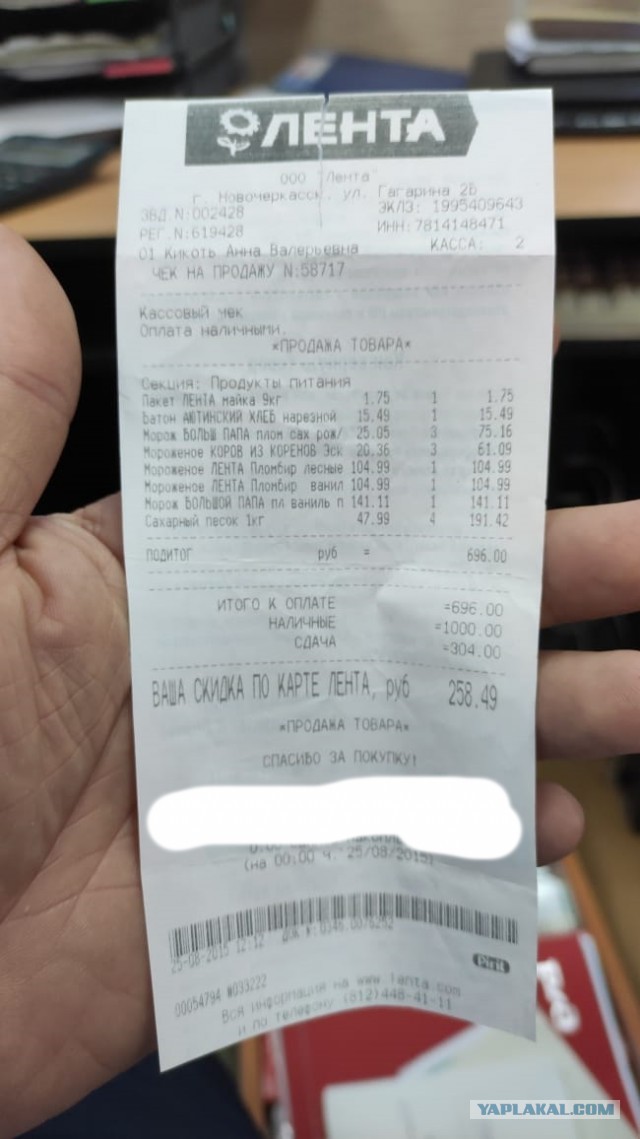 ЛЕНТА
ООО Лента
г. Новочеркасск, ул. Гагарина 2Б
ЗВД.N:002428 ЭКЛЗ: 1995409643
РЕГ.N:619428 ИНН:7814148471
01 Кикоть Анна Валерьевна КАССА: 2
ЧЕК НА ПРОДАЖУ N:58717
Кассовый чек
Оплата наличными.
*ПРОДАЖА ТОВАРА*
Секция: Продукты питания
Пакет ЛЕНТА майка 9кг 1.75 1 1.75
Батон АЮТИНСКИЙ ХЛЕБ нарезной 15.49 1 15.49
Морож БОЛЬШ ПАПА плом сах рож/ 25.05 3 75.16
Мороженое КОРОВ ИЗ КОРЕНОВ Эск 20.36 3 61.09
Мороженое ЛЕНТА Пломбир лесные 104.99 1 104.99
Мороженое ЛЕНТА Пломбир ванил 104.99 1 104.99
Морож БОЛЬШОЙ ПАПА пл ваниль п 141.11 1 141.11
Сахарный песок 1кг 47.99 4 191.42
ПОДИТОГ руб = 696.00
ИТОГО К ОПЛАТЕ =696.00
НАЛИЧНЫЕ =1000.00
СДАЧА =304.00
ВАША СКИДКА ПО КАРТЕ ЛЕНТА, руб 258.49
*ПРОДАЖА ТОВАРА*
СПАСИБО ЗА ПОКУПКУ!
(на 00:00 ч. 25/08/2015)
25-08-2015 12:12 ДОК №:0346.0076252
Pirit
00054794 #033222
Вся информация на www.lenta.com
и по телефону (812)448-41-11
YAPLAKAL.COM